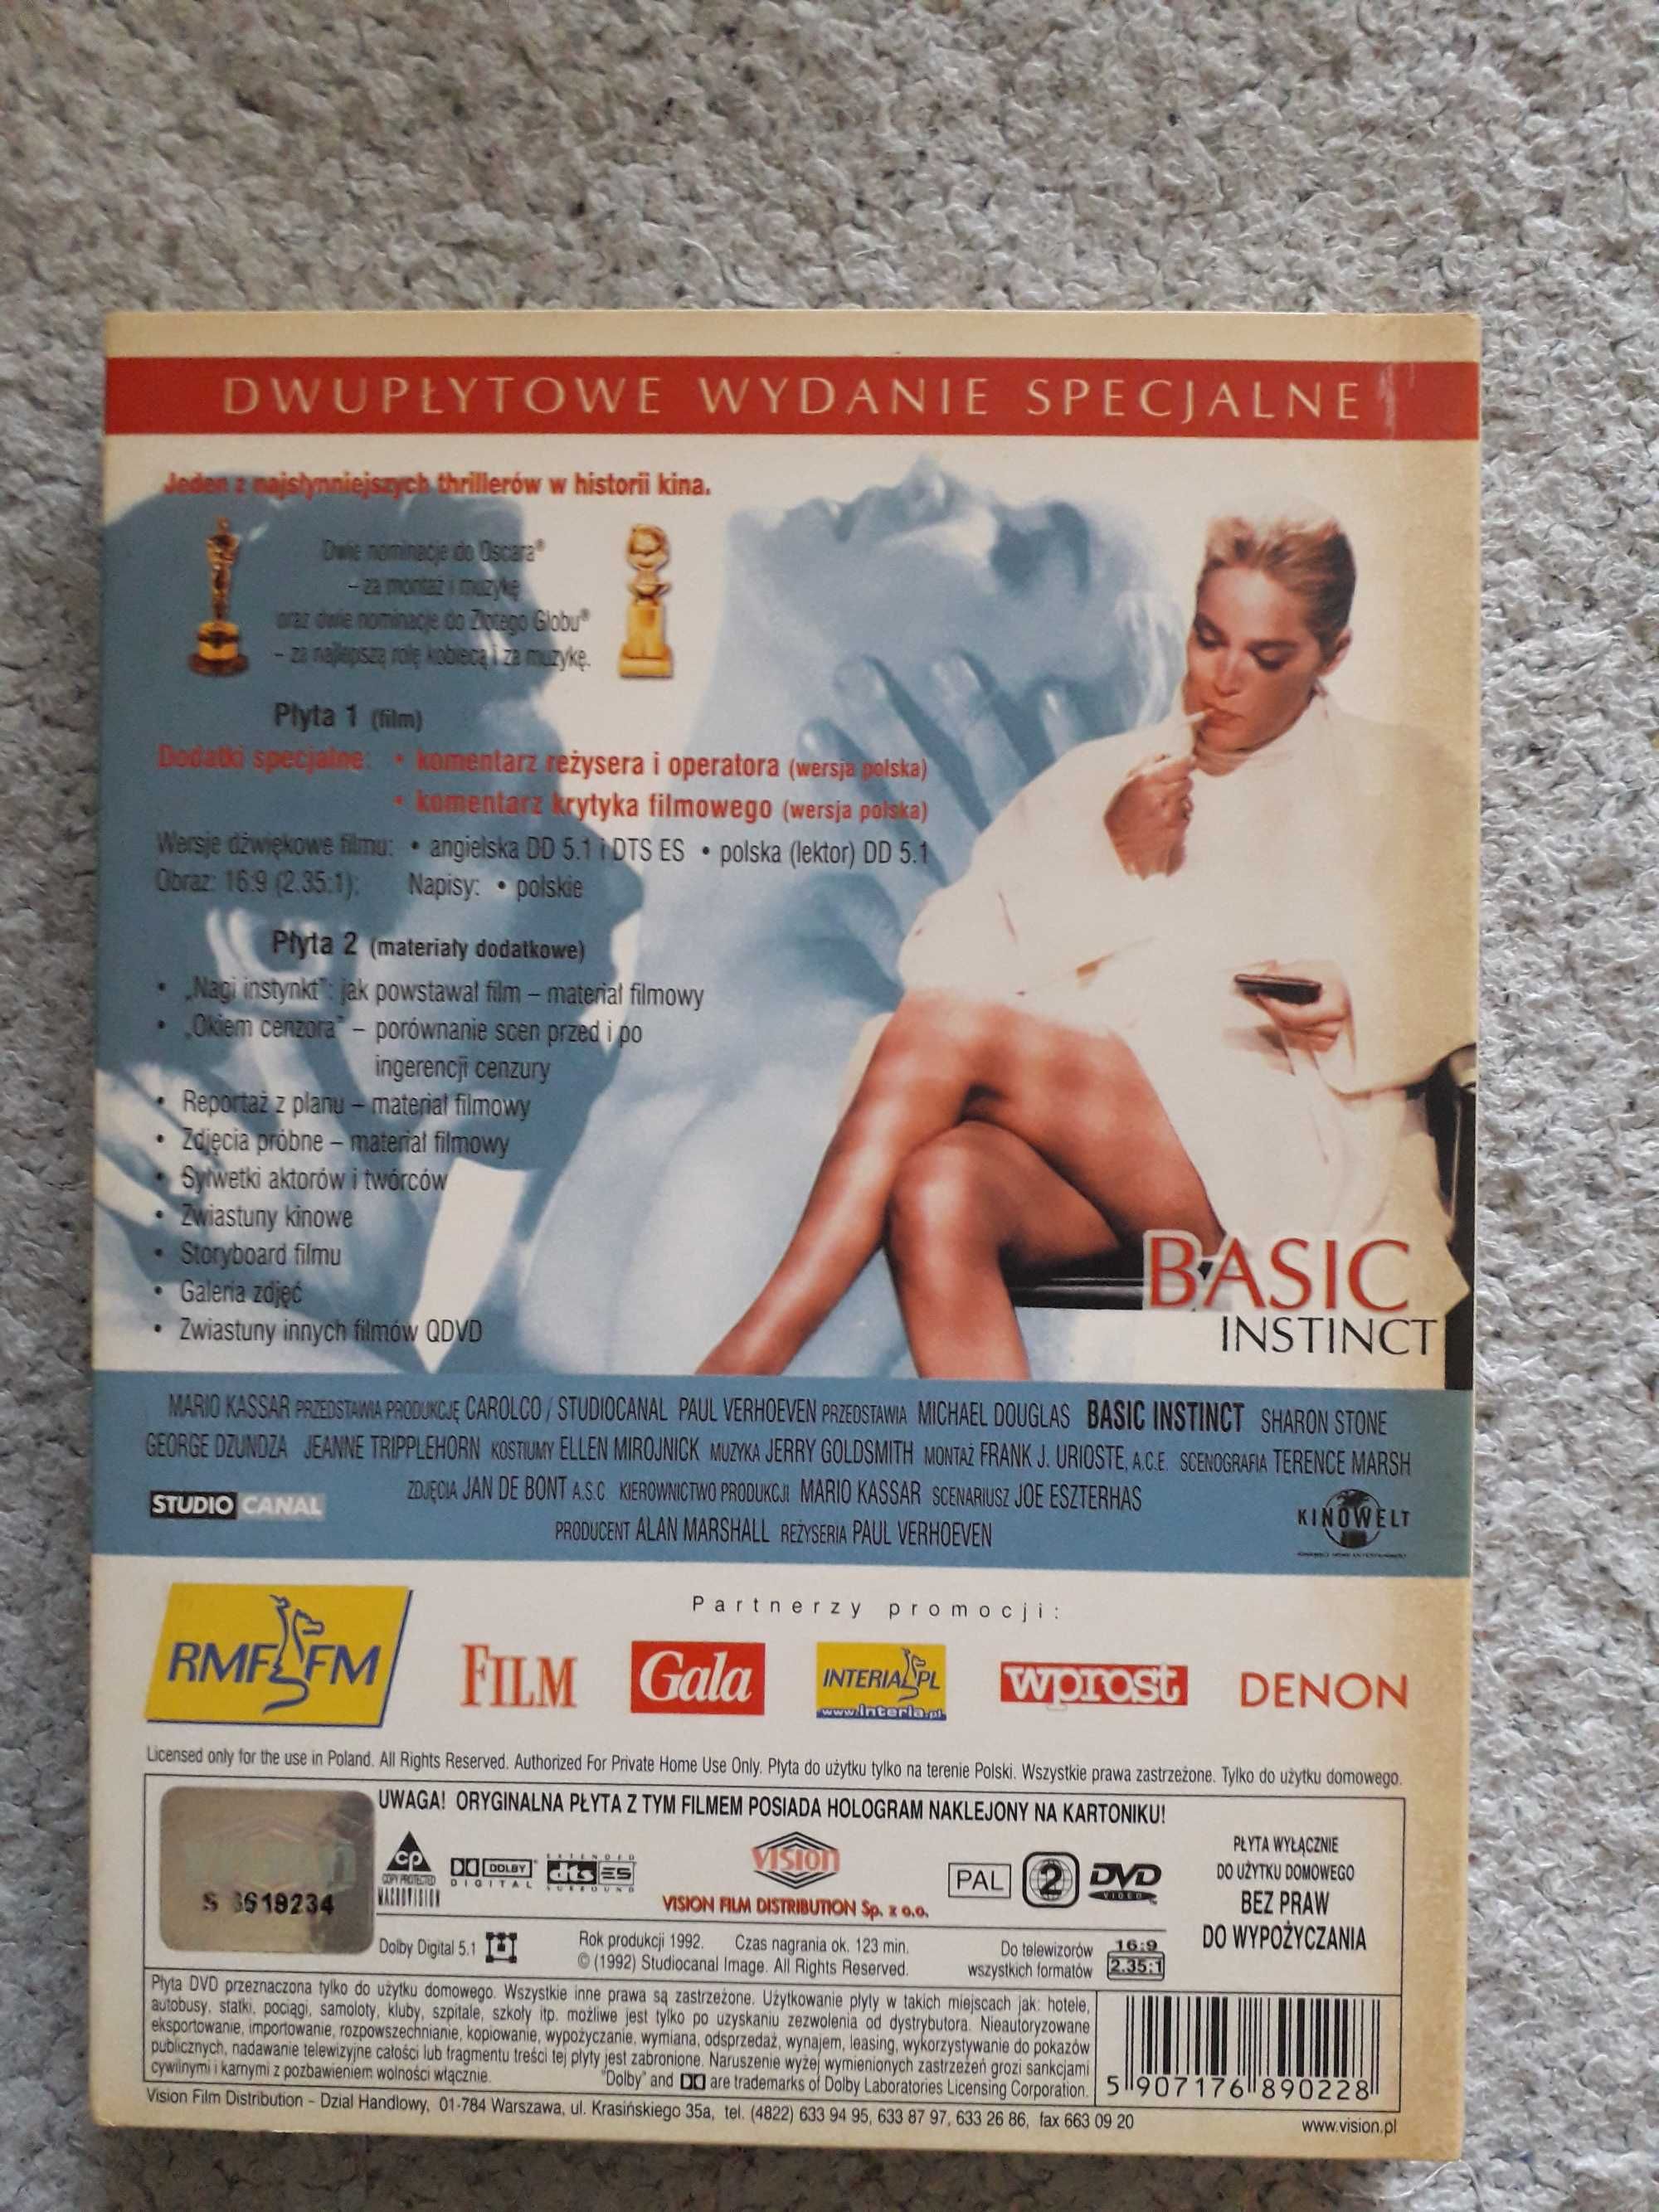 DWUPŁYTOWE WYDANIE SPECJALNE
Jeden z najsłynniejszych thrillerów w historii kina.
Dwie nominacje do Oscara®
– za montaż i muzykę
oraz dwie nominacje do Złotego Globu®
– za najlepszą rolę kobiecą i za muzykę.
Płyta 1 (film)
Dodatki specjalne: • komentarz reżysera i operatora (wersja polska)
• komentarz krytyka filmowego (wersja polska)
Wersje dźwiękowe filmu: • angielska DD 5.1 i DTS ES • polska (lektor) DD 5.1
Obraz: 16:9 (2.35:1); Napisy: • polskie
Płyta 2 (materiały dodatkowe)
• „Nagi instynkt”: jak powstawał film – materiał filmowy
• „Okiem cenzora” – porównanie scen przed i po
ingerencji cenzury
• Reportaż z planu – materiał filmowy
• Zdjęcia próbne – materiał filmowy
• Sylwetki aktorów i twórców
• Zwiastuny kinowe
• Storyboard filmu
• Galeria zdjęć
• Zwiastuny innych filmów QDVD
BASIC
INSTINCT
MARIO KASSAR PRZEDSTAWIA PRODUKCJĘ CAROLCO / STUDIOCANAL PAUL VERHOEVEN PRZEDSTAWIA MICHAEL DOUGLAS BASIC INSTINCT SHARON STONE
GEORGE DZUNDZA JEANNE TRIPPLEHORN KOSTIUMY ELLEN MIROJNICK MUZYKA JERRY GOLDSMITH MONTAŻ FRANK J. URIOSTE, A.C.E. SCENOGRAFIA TERENCE MARSH
ZDJĘCIA JAN DE BONT A.S.C. KIEROWNICTWO PRODUKCJI MARIO KASSAR SCENARIUSZ JOE ESZTERHAS
PRODUCENT ALAN MARSHALL REŻYSERIA PAUL VERHOEVEN
STUDIO CANAL
KINOWELT
Partnerzy promocji:
RMF FM
FILM
Gala
INTERIA.PL
www.interia.pl
wprost
DENON
Licensed only for the use in Poland. All Rights Reserved. Authorized For Private Home Use Only. Płyta do użytku tylko na terenie Polski. Wszystkie prawa zastrzeżone. Tylko do użytku domowego.
UWAGA! ORYGINALNA PŁYTA Z TYM FILMEM POSIADA HOLOGRAM NAKLEJONY NA KARTONIKU!
S 3619234
CP
COPY PROTECTED
MACROVISION
DOLBY
DIGITAL
EXTENDED
dts ES
SURROUND
VISION
VISION FILM DISTRIBUTION Sp. z o.o.
PAL
2
DVD
VIDEO
PŁYTA WYŁĄCZNIE
DO UŻYTKU DOMOWEGO
BEZ PRAW
DO WYPOŻYCZANIA
Dolby Digital 5.1
Rok produkcji 1992. Czas nagrania ok. 123 min.
© (1992) Studiocanal Image. All Rights Reserved.
Do telewizorów
wszystkich formatów
16:9
2.35:1
Płyta DVD przeznaczona tylko do użytku domowego. Wszystkie inne prawa są zastrzeżone. Użytkowanie płyty w takich miejscach jak: hotele,
autobusy, statki, pociągi, samoloty, kluby, szpitale, szkoły itp. możliwe jest tylko po uzyskaniu zezwolenia od dystrybutora. Nieautoryzowane
eksportowanie, importowanie, rozpowszechnianie, kopiowanie, wypożyczanie, wymiana, odsprzedaż, wynajem, leasing, wykorzystywanie do pokazów
publicznych, nadawanie telewizyjne całości lub fragmentu treści tej płyty jest zabronione. Naruszenie wyżej wymienionych zastrzeżeń grozi sankcjami
cywilnymi i karnymi z pozbawieniem wolności włącznie. "Dolby" and are trademarks of Dolby Laboratories Licensing Corporation.
5 907176 890228
Vision Film Distribution – Dział Handlowy, 01-784 Warszawa, ul. Krasińskiego 35a, tel. (4822) 633 94 95, 633 87 97, 633 26 86, fax 663 09 20
www.vision.pl